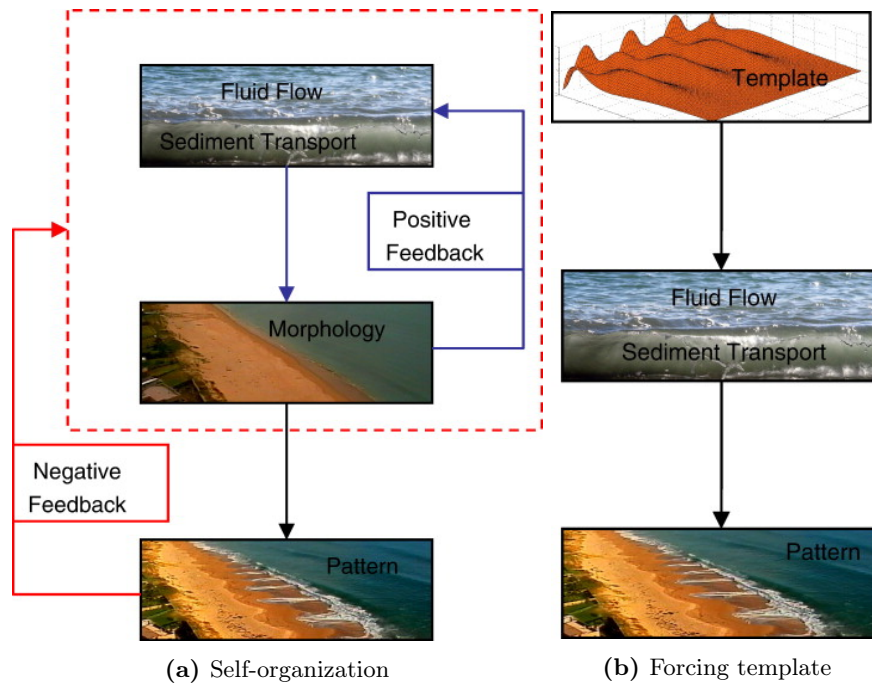 Fluid Flow
Sediment Transport
Positive
Feedback
Morphology
Negative
Feedback
Pattern
(a) Self-organization
Template
Fluid Flow
Sediment Transport
Pattern
(b) Forcing template